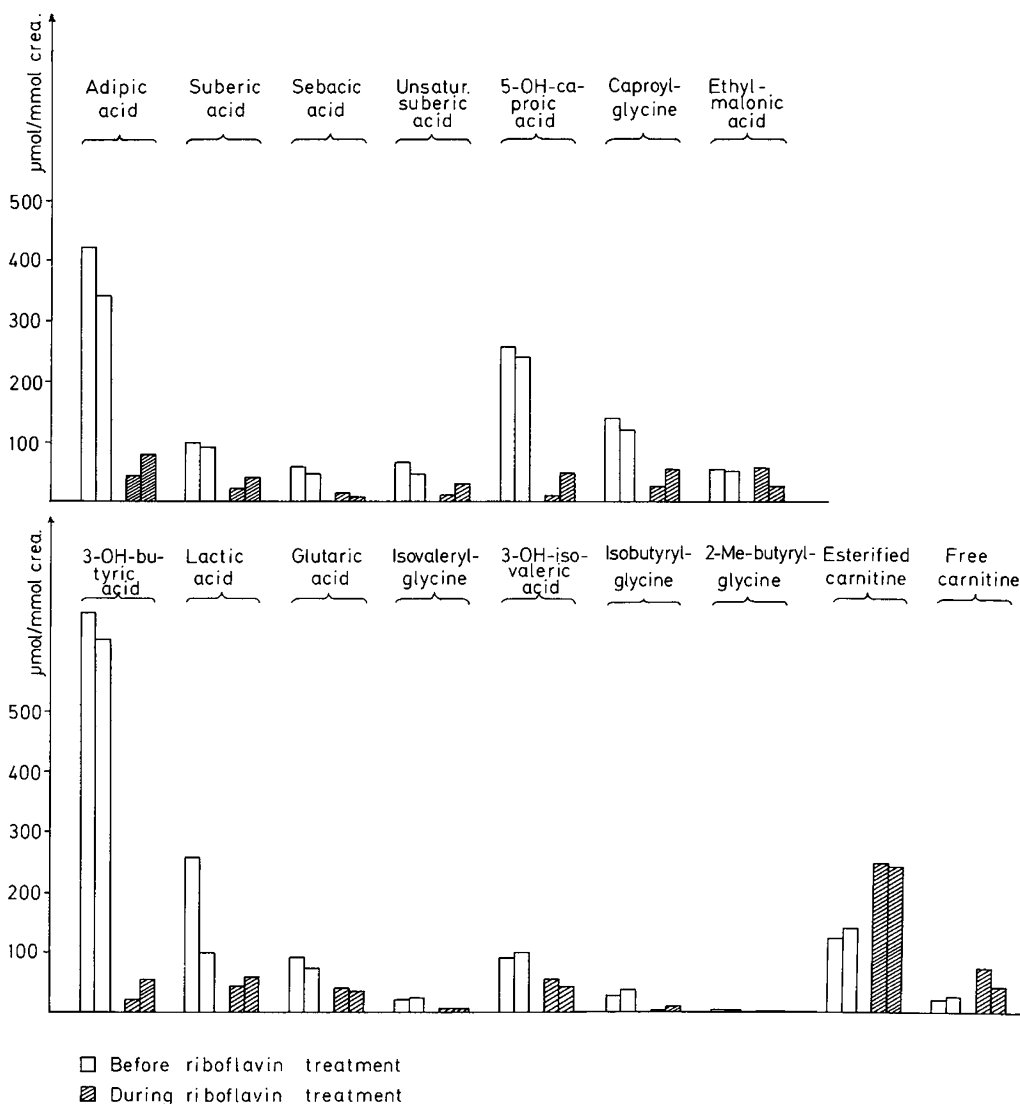 µmol/mmol crea.
Adipic
acid
Suberic
acid
Sebacic
acid
Unsatur.
suberic
acid
5-OH-ca-
proic
acid
Caproyl-
glycine
Ethyl-
malonic
acid
500
400
300
200
100
µmol/mmol crea.
3-OH-bu-
tyric
acid
Lactic
acid
Glutaric
acid
Isovaleryl-
glycine
3-OH-iso-
valeric
acid
Isobutyryl-
glycine
2-Me-butyryl-
glycine
Esterified
carnitine
Free
carnitine
500
400
300
200
100
Before riboflavin treatment
During riboflavin treatment